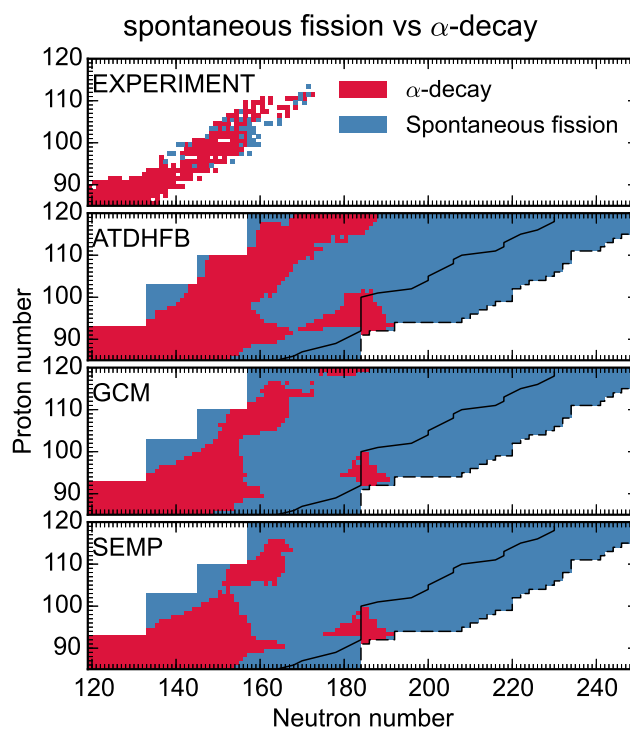 spontaneous fission vs α-decay
120
110
100
90
EXPERIMENT
α-decay
Spontaneous fission
120
110
100
90
ATDHFB
120
110
100
90
GCM
120
110
100
90
SEMP
Proton number
120 140 160 180 200 220 240
Neutron number